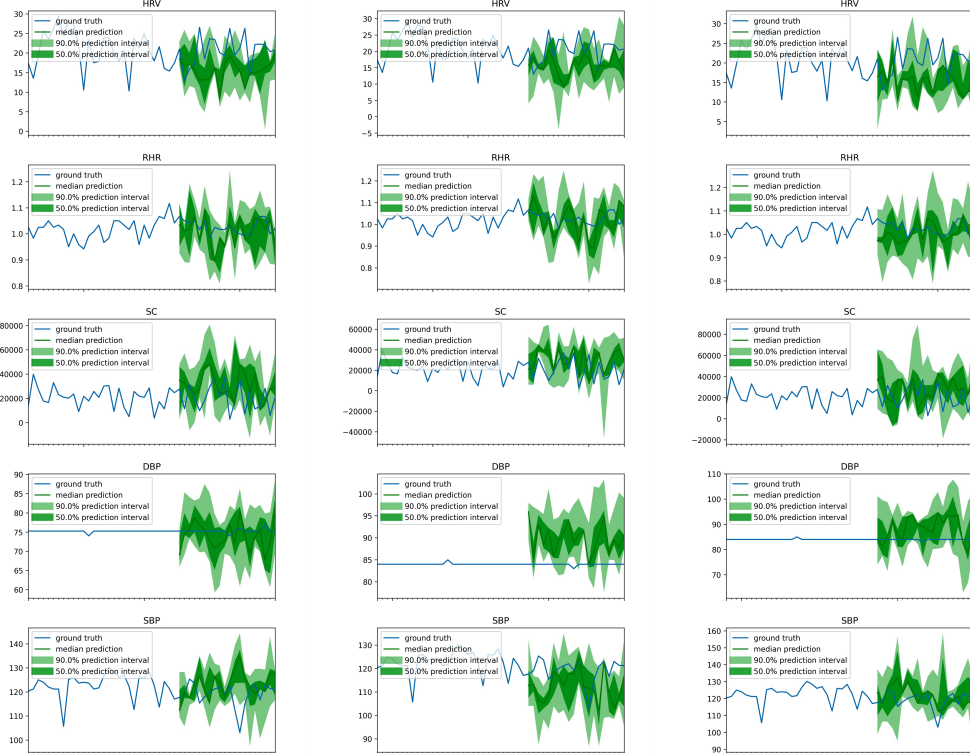 HRV HRV HRV
30 ground truth
25 median prediction
20 90.0% prediction interval
15 50.0% prediction interval
10
5
0
30 ground truth
25 median prediction
20 90.0% prediction interval
15 50.0% prediction interval
10
5
0
−5
30 ground truth
25 median prediction
20 90.0% prediction interval
15 50.0% prediction interval
10
5
RHR RHR RHR
1.2 ground truth
1.1 median prediction
1.0 90.0% prediction interval
0.9 50.0% prediction interval
0.8
1.2 ground truth
1.1 median prediction
1.0 90.0% prediction interval
0.9 50.0% prediction interval
0.8
1.2 ground truth
1.1 median prediction
1.0 90.0% prediction interval
0.9 50.0% prediction interval
0.8
SC SC SC
80000 ground truth
60000 median prediction
40000 90.0% prediction interval
20000 50.0% prediction interval
0
60000 ground truth
40000 median prediction
20000 90.0% prediction interval
0 50.0% prediction interval
−20000
−40000
80000 ground truth
60000 median prediction
40000 90.0% prediction interval
20000 50.0% prediction interval
0
−20000
DBP DBP DBP
90 ground truth
85 median prediction
80 90.0% prediction interval
75 50.0% prediction interval
70
65
60
100 ground truth
95 median prediction
90 90.0% prediction interval
85 50.0% prediction interval
80
110 ground truth
100 median prediction
90 90.0% prediction interval
80 50.0% prediction interval
70
SBP SBP SBP
140 ground truth
130 median prediction
120 90.0% prediction interval
110 50.0% prediction interval
100
130 ground truth
120 median prediction
110 90.0% prediction interval
100 50.0% prediction interval
90
160 ground truth
150 median prediction
140 90.0% prediction interval
130 50.0% prediction interval
120
110
100
90